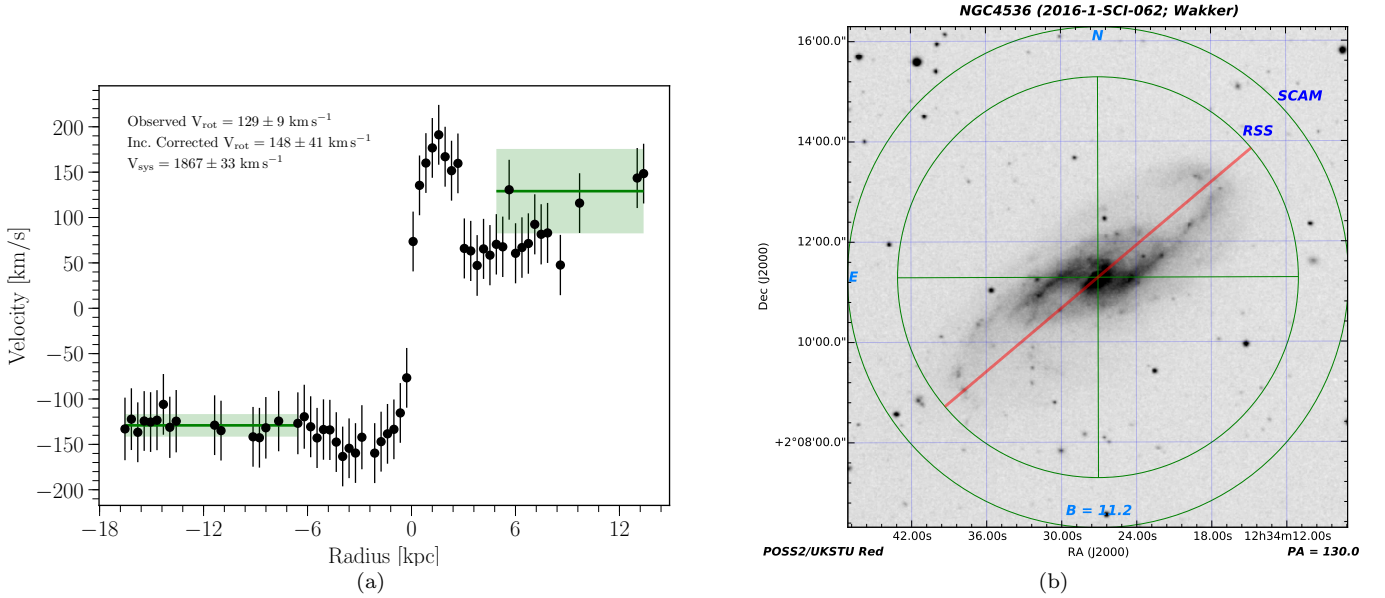 NGC4536 (2016-1-SCI-062; Wakker)
Observed V_rot = 129 ± 9 km s⁻¹
Inc. Corrected V_rot = 148 ± 41 km s⁻¹
V_sys = 1867 ± 33 km s⁻¹
200
150
100
50
0
−50
−100
−150
−200
Velocity [km/s]
−18 −12 −6 0 6 12
Radius [kpc]
(a)
16'00.0"
14'00.0"
12'00.0"
10'00.0"
+2°08'00.0"
Dec (J2000)
N
SCAM
RSS
E
B = 11.2
42.00s 36.00s 30.00s 24.00s 18.00s 12h34m12.00s
POSS2/UKSTU Red RA (J2000) PA = 130.0
(b)